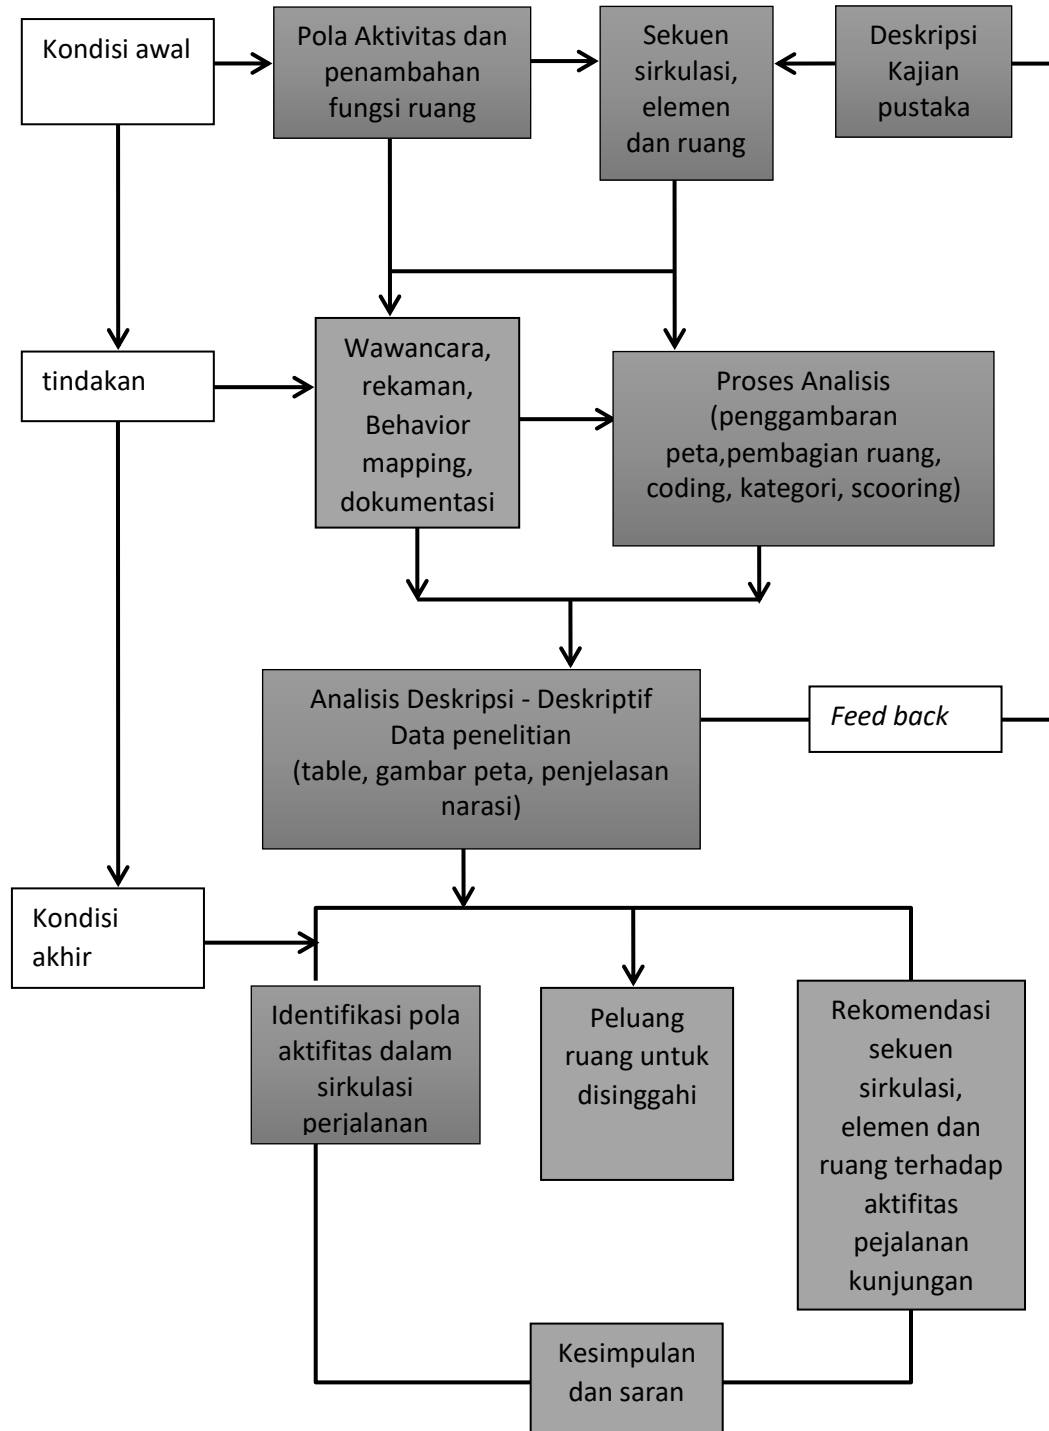 Kondisi awal
Pola Aktivitas dan
penambahan
fungsi ruang
Sekuen
sirkulasi,
elemen
dan ruang
Deskripsi
Kajian
pustaka
tindakan
Wawancara,
rekaman,
Behavior
mapping,
dokumentasi
Proses Analisis
(penggambaran
peta,pembagian ruang,
coding, kategori, scooring)
Analisis Deskripsi - Deskriptif
Data penelitian
(table, gambar peta, penjelasan
narasi)
Feed back
Kondisi
akhir
Identifikasi pola
aktifitas dalam
sirkulasi
perjalanan
Peluang
ruang untuk
disinggahi
Rekomendasi
sekuen
sirkulasi,
elemen dan
ruang terhadap
aktifitas
pejalanan
kunjungan
Kesimpulan
dan saran